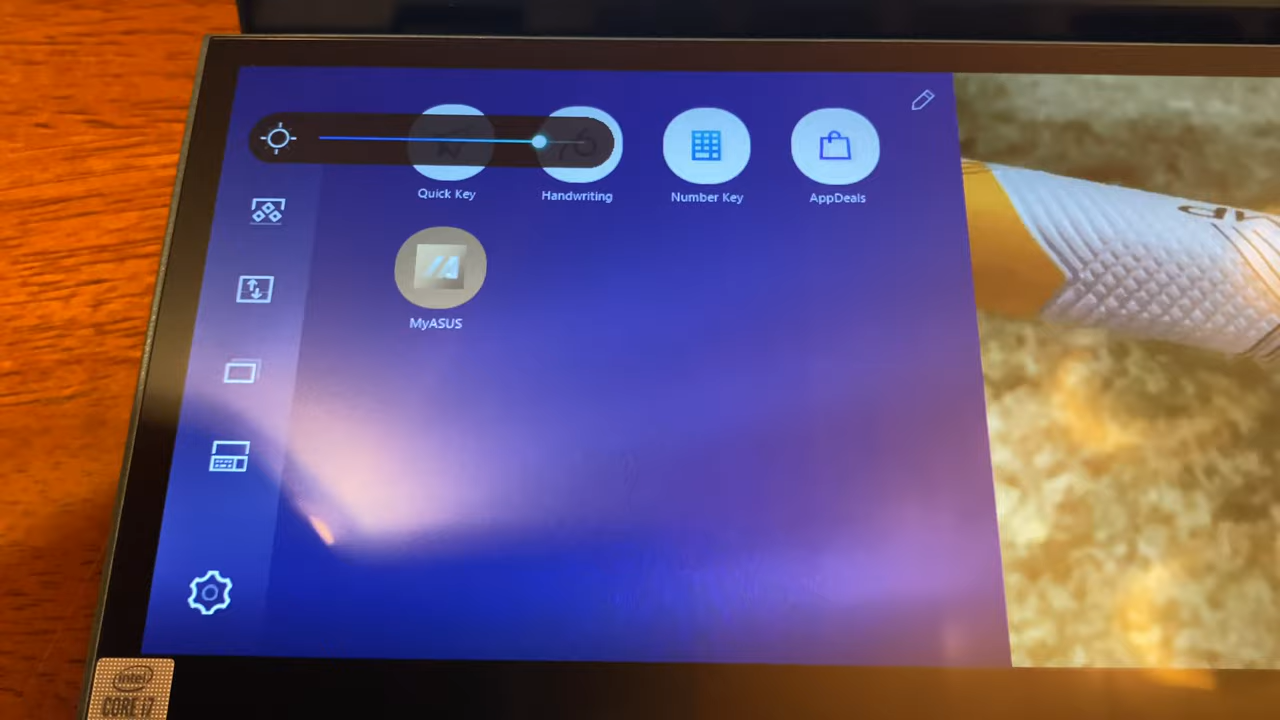 Quick Key
Handwriting
Number Key
AppDeals
MyASUS
intel
CORE i7